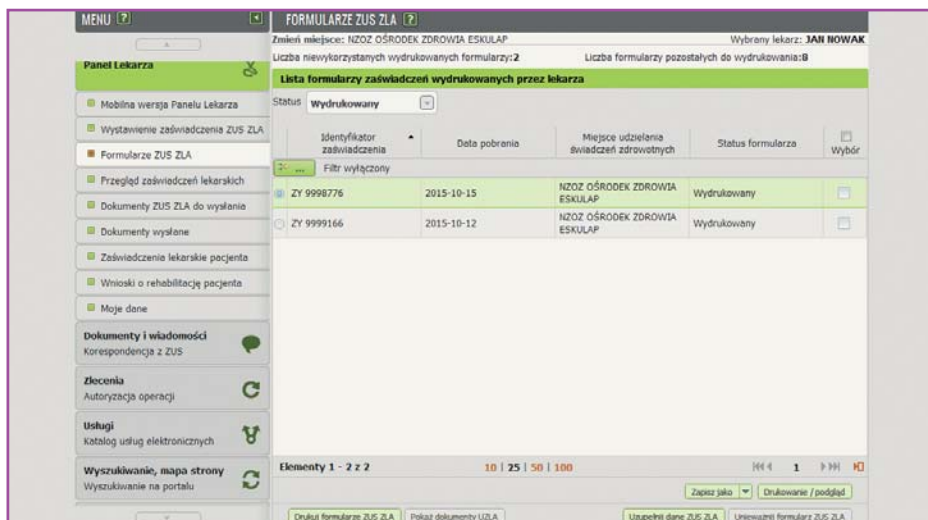 MENU ?
FORMULARZE ZUS ZLA ?
Zmień miejsce: NZOZ OŚRODEK ZDROWIA ESKULAP
Wybrany lekarz: JAN NOWAK
Liczba niewykorzystanych wydrukowanych formularzy:2
Liczba formularzy pozostałych do wydrukowania:8
Panel Lekarza
Mobilna wersja Panelu Lekarza
Wystawienie zaświadczenia ZUS ZLA
Formularze ZUS ZLA
Przegląd zaświadczeń lekarskich
Dokumenty ZUS ZLA do wysłania
Dokumenty wysłane
Zaświadczenia lekarskie pacjenta
Wnioski o rehabilitację pacjenta
Moje dane
Dokumenty i wiadomości
Korespondencja z ZUS
Zlecenia
Autoryzacja operacji
Usługi
Katalog usług elektronicznych
Wyszukiwanie, mapa strony
Wyszukiwanie na portalu
Lista formularzy zaświadczeń wydrukowanych przez lekarza
Status Wydrukowany
Identyfikator zaświadczenia
Data pobrania
Miejsce udzielania świadczeń zdrowotnych
Status formularza
Wybór
... Filtr wyłączony
ZY 9998776 2015-10-15 NZOZ OŚRODEK ZDROWIA ESKULAP Wydrukowany
ZY 9999166 2015-10-12 NZOZ OŚRODEK ZDROWIA ESKULAP Wydrukowany
Elementy 1 - 2 z 2 10 | 25 | 50 | 100 1
Zapisz jako Drukowanie / podgląd
Drukuj formularze ZUS ZLA Pokaż dokumenty UZLA Uzupełnij dane ZUS ZLA Unieważnij formularz ZUS ZLA